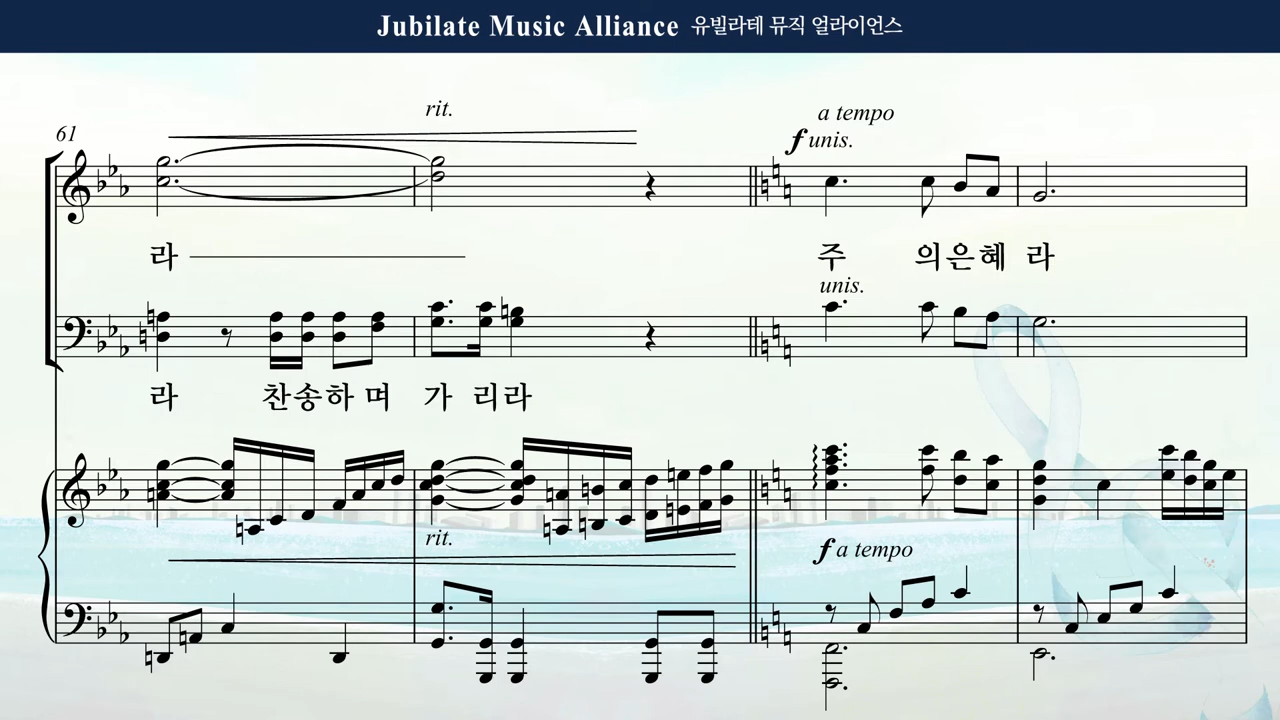 Jubilate Music Alliance 유빌라테 뮤직 얼라이언스
rit.
a tempo
61
f unis.
라 주 의은혜 라
unis.
라 찬송하 며 가 리라
rit.
f a tempo